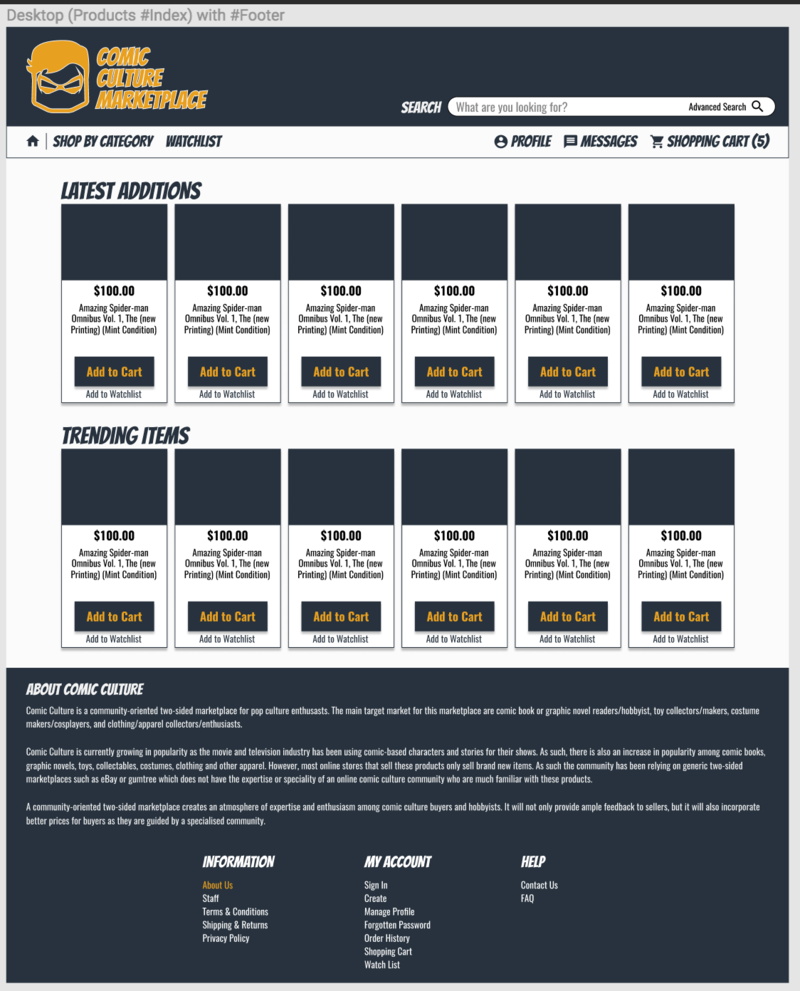 Desktop (Products #Index) with #Footer
COMIC
CULTURE
MARKETPLACE
SEARCH What are you looking for? Advanced Search
SHOP BY CATEGORY WATCHLIST PROFILE MESSAGES SHOPPING CART (5)
LATEST ADDITIONS
$100.00 $100.00 $100.00 $100.00 $100.00 $100.00
Amazing Spider-man Amazing Spider-man Amazing Spider-man Amazing Spider-man Amazing Spider-man Amazing Spider-man
Omnibus Vol. 1, The (new Omnibus Vol. 1, The (new Omnibus Vol. 1, The (new Omnibus Vol. 1, The (new Omnibus Vol. 1, The (new Omnibus Vol. 1, The (new
Printing) (Mint Condition) Printing) (Mint Condition) Printing) (Mint Condition) Printing) (Mint Condition) Printing) (Mint Condition) Printing) (Mint Condition)
Add to Cart Add to Cart Add to Cart Add to Cart Add to Cart Add to Cart
Add to Watchlist Add to Watchlist Add to Watchlist Add to Watchlist Add to Watchlist Add to Watchlist
TRENDING ITEMS
$100.00 $100.00 $100.00 $100.00 $100.00 $100.00
Amazing Spider-man Amazing Spider-man Amazing Spider-man Amazing Spider-man Amazing Spider-man Amazing Spider-man
Omnibus Vol. 1, The (new Omnibus Vol. 1, The (new Omnibus Vol. 1, The (new Omnibus Vol. 1, The (new Omnibus Vol. 1, The (new Omnibus Vol. 1, The (new
Printing) (Mint Condition) Printing) (Mint Condition) Printing) (Mint Condition) Printing) (Mint Condition) Printing) (Mint Condition) Printing) (Mint Condition)
Add to Cart Add to Cart Add to Cart Add to Cart Add to Cart Add to Cart
Add to Watchlist Add to Watchlist Add to Watchlist Add to Watchlist Add to Watchlist Add to Watchlist
ABOUT COMIC CULTURE
Comic Culture is a community-oriented two-sided marketplace for pop culture enthusasts. The main target market for this marketplace are comic book or graphic novel readers/hobbyist, toy collectors/makers, costume
makers/cosplayers, and clothing/apparel collectors/enthusiasts.
Comic Culture is currently growing in popularity as the movie and television industry has been using comic-based characters and stories for their shows. As such, there is also an increase in popularity among comic books,
graphic novels, toys, collectables, costumes, clothing and other apparel. However, most online stores that sell these products only sell brand new items. As such the community has been relying on generic two-sided
marketplaces such as eBay or gumtree which does not have the expertise or speciality of an online comic culture community who are much familiar with these products.
A community-oriented two-sided marketplace creates an atmosphere of expertise and enthusiasm among comic culture buyers and hobbyists. It will not only provide ample feedback to sellers, but it will also incorporate
better prices for buyers as they are guided by a specialised community.
INFORMATION
About Us
Staff
Terms & Conditions
Shipping & Returns
Privacy Policy
MY ACCOUNT
Sign In
Create
Manage Profile
Forgotten Password
Order History
Shopping Cart
Watch List
HELP
Contact Us
FAQ